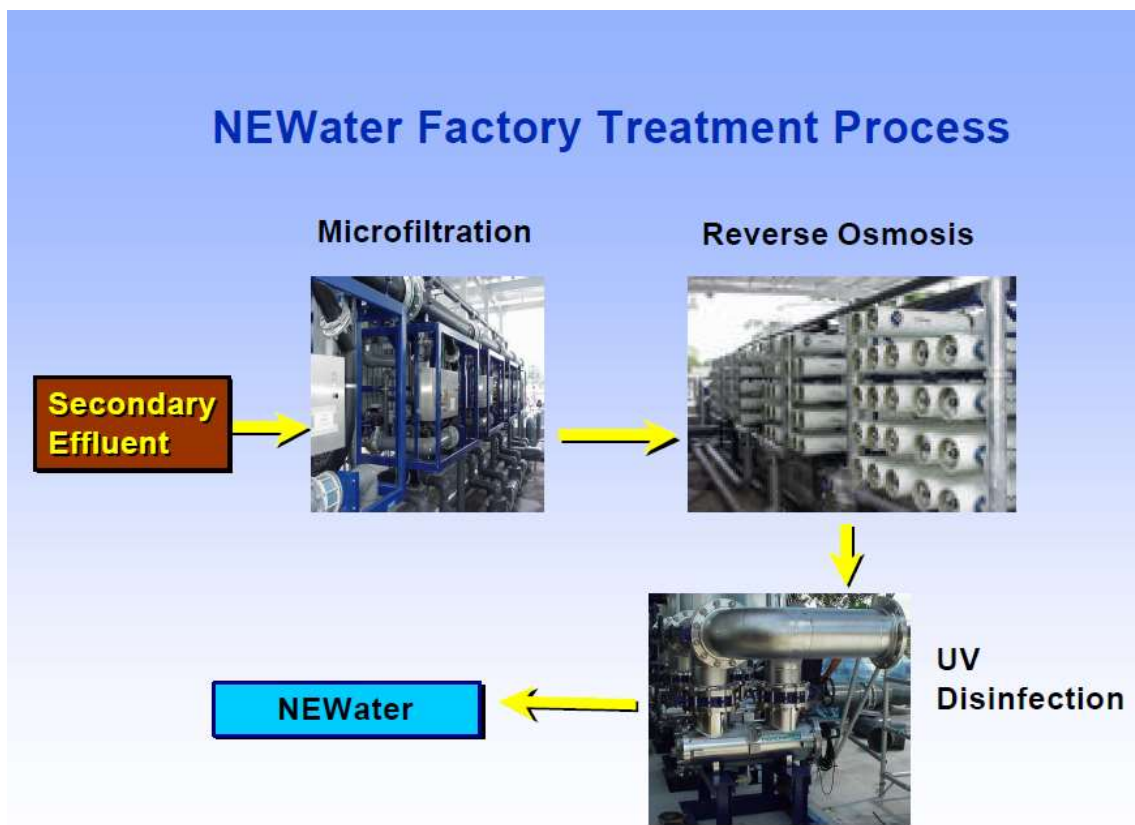 NEWater Factory Treatment Process
Microfiltration
Reverse Osmosis
Secondary
Effluent
UV
Disinfection
NEWater